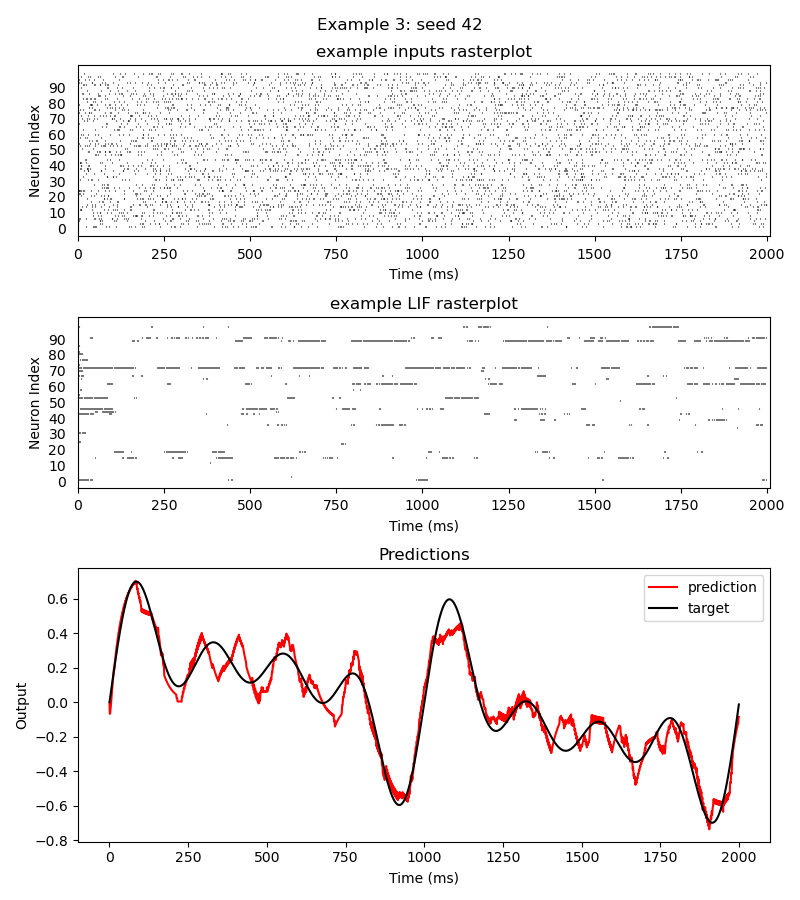 Example 3: seed 42
example inputs rasterplot
Neuron Index
90
80
70
60
50
40
30
20
10
0
0 250 500 750 1000 1250 1500 1750 2000
Time (ms)
example LIF rasterplot
Neuron Index
90
80
70
60
50
40
30
20
10
0
0 250 500 750 1000 1250 1500 1750 2000
Time (ms)
Predictions
Output
0.6
0.4
0.2
0.0
−0.2
−0.4
−0.6
−0.8
prediction
target
0 250 500 750 1000 1250 1500 1750 2000
Time (ms)